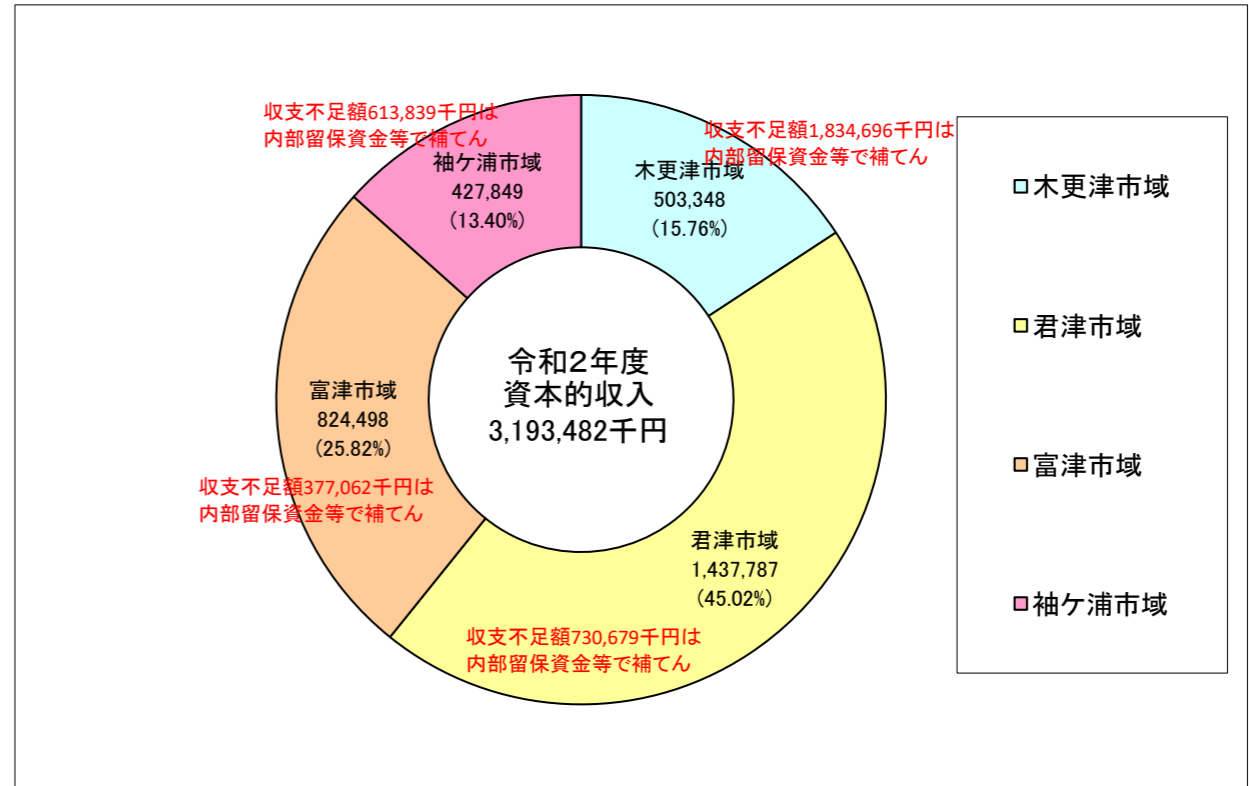 収支不足額613,839千円は
内部留保資金等で補てん
袖ケ浦市域
427,849
(13.40%)
収支不足額1,834,696千円は
内部留保資金等で補てん
木更津市域
503,348
(15.76%)
令和2年度
資本的収入
3,193,482千円
富津市域
824,498
(25.82%)
収支不足額377,062千円は
内部留保資金等で補てん
君津市域
1,437,787
(45.02%)
収支不足額730,679千円は
内部留保資金等で補てん
木更津市域
君津市域
富津市域
袖ケ浦市域